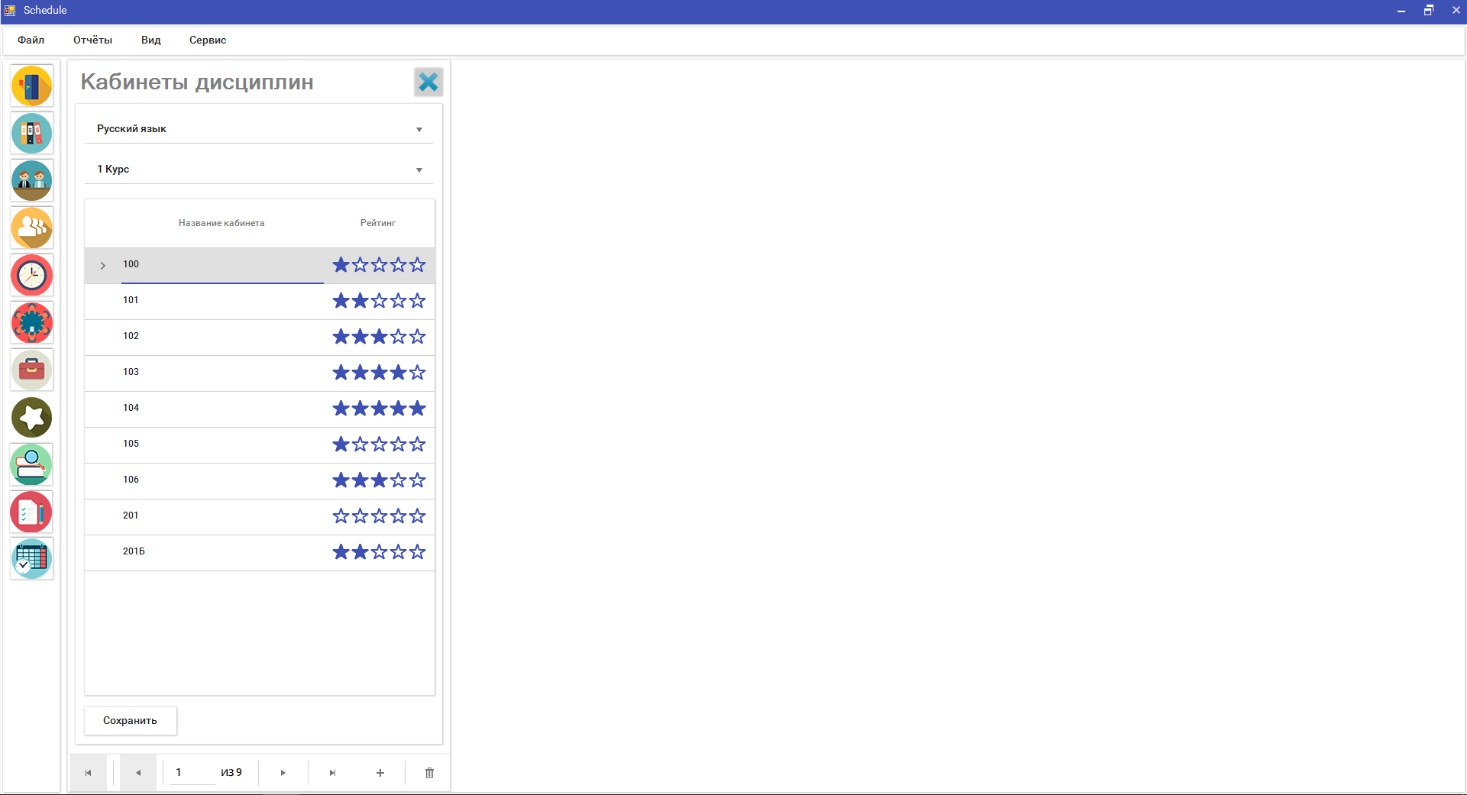 Schedule
Файл Отчёты Вид Сервис
Кабинеты дисциплин
Русский язык
1 Курс
Название кабинета Рейтинг
100
101
102
103
104
105
106
201
201Б
Сохранить
1 из 9